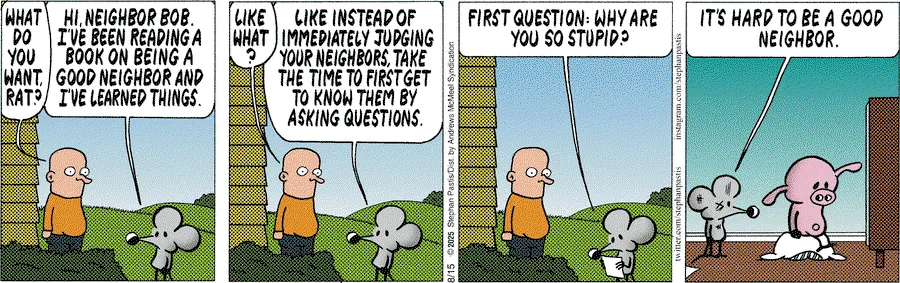 WHAT
DO
YOU
WANT,
RAT?
HI, NEIGHBOR BOB.
I'VE BEEN READING A
BOOK ON BEING A
GOOD NEIGHBOR AND
I'VE LEARNED THINGS.
LIKE
WHAT
?
LIKE INSTEAD OF
IMMEDIATELY JUDGING
YOUR NEIGHBORS, TAKE
THE TIME TO FIRST GET
TO KNOW THEM BY
ASKING QUESTIONS.
8/15 © 2025 Stephan Pastis/Dist. by Andrews McMeel Syndication
FIRST QUESTION: WHY ARE
YOU SO STUPID?
twitter.com/stephanpastis instagram.com/stephanpastis
IT'S HARD TO BE A GOOD
NEIGHBOR.